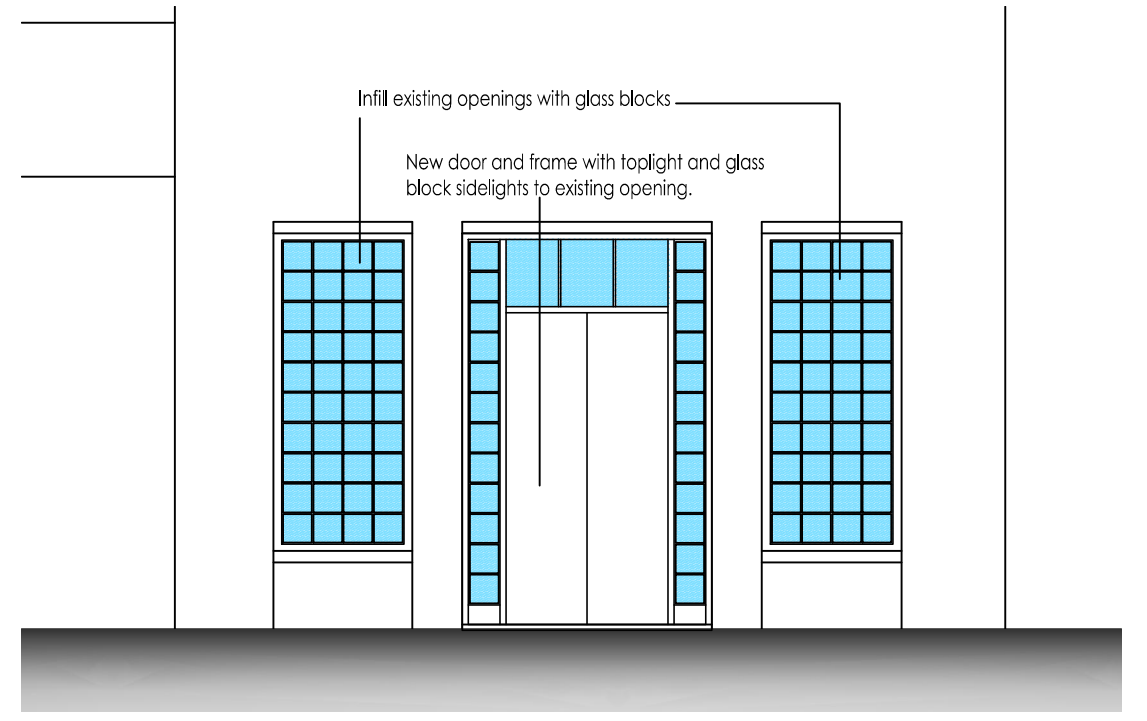 Infill existing openings with glass blocks
New door and frame with toplight and glass
block sidelights to existing opening.